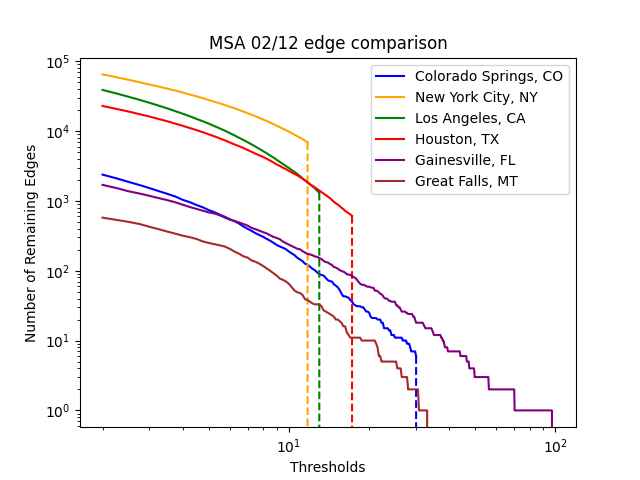 MSA 02/12 edge comparison
Number of Remaining Edges
10⁵
10⁴
10³
10²
10¹
10⁰
Colorado Springs, CO
New York City, NY
Los Angeles, CA
Houston, TX
Gainesville, FL
Great Falls, MT
10¹
10²
Thresholds